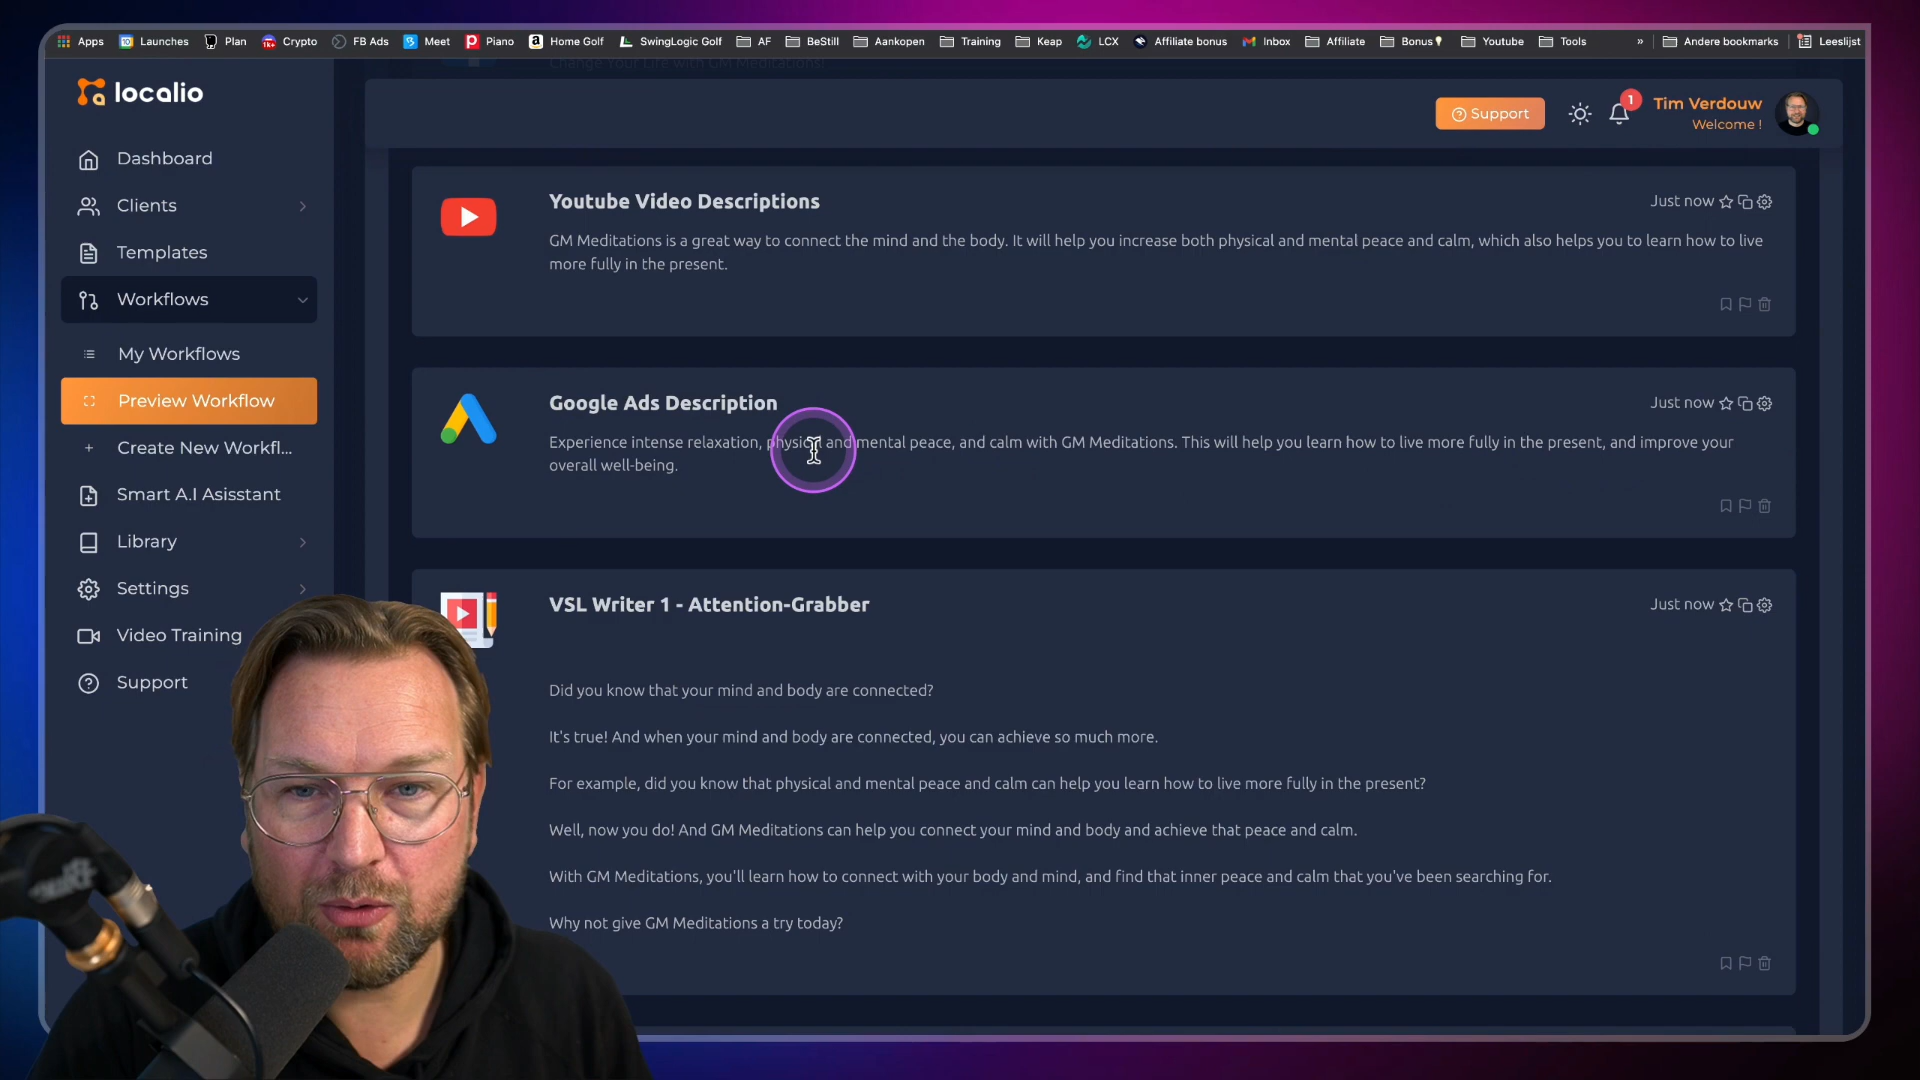 Apps
Launches
Plan
Crypto
FB Ads
Meet
Piano
Home Golf
SwingLogic Golf
AF
BeStill
Aankopen
Training
Keap
LCX
Affiliate bonus
Inbox
Affiliate
Bonus
Youtube
Tools
»
Andere bookmarks
Leeslijst
localio
Change Your Life with GM Meditations!
Support
1
Tim Verdouw
Welcome !
Dashboard
Clients
Templates
Workflows
My Workflows
Preview Workflow
Create New Workfl...
Smart A.I Asisstant
Library
Settings
Video Training
Support
Youtube Video Descriptions
Just now
GM Meditations is a great way to connect the mind and the body. It will help you increase both physical and mental peace and calm, which also helps you to learn how to live
more fully in the present.
Google Ads Description
Just now
Experience intense relaxation, physical and mental peace, and calm with GM Meditations. This will help you learn how to live more fully in the present, and improve your
overall well-being.
VSL Writer 1 - Attention-Grabber
Just now
Did you know that your mind and body are connected?
It's true! And when your mind and body are connected, you can achieve so much more.
For example, did you know that physical and mental peace and calm can help you learn how to live more fully in the present?
Well, now you do! And GM Meditations can help you connect your mind and body and achieve that peace and calm.
With GM Meditations, you'll learn how to connect with your body and mind, and find that inner peace and calm that you've been searching for.
Why not give GM Meditations a try today?